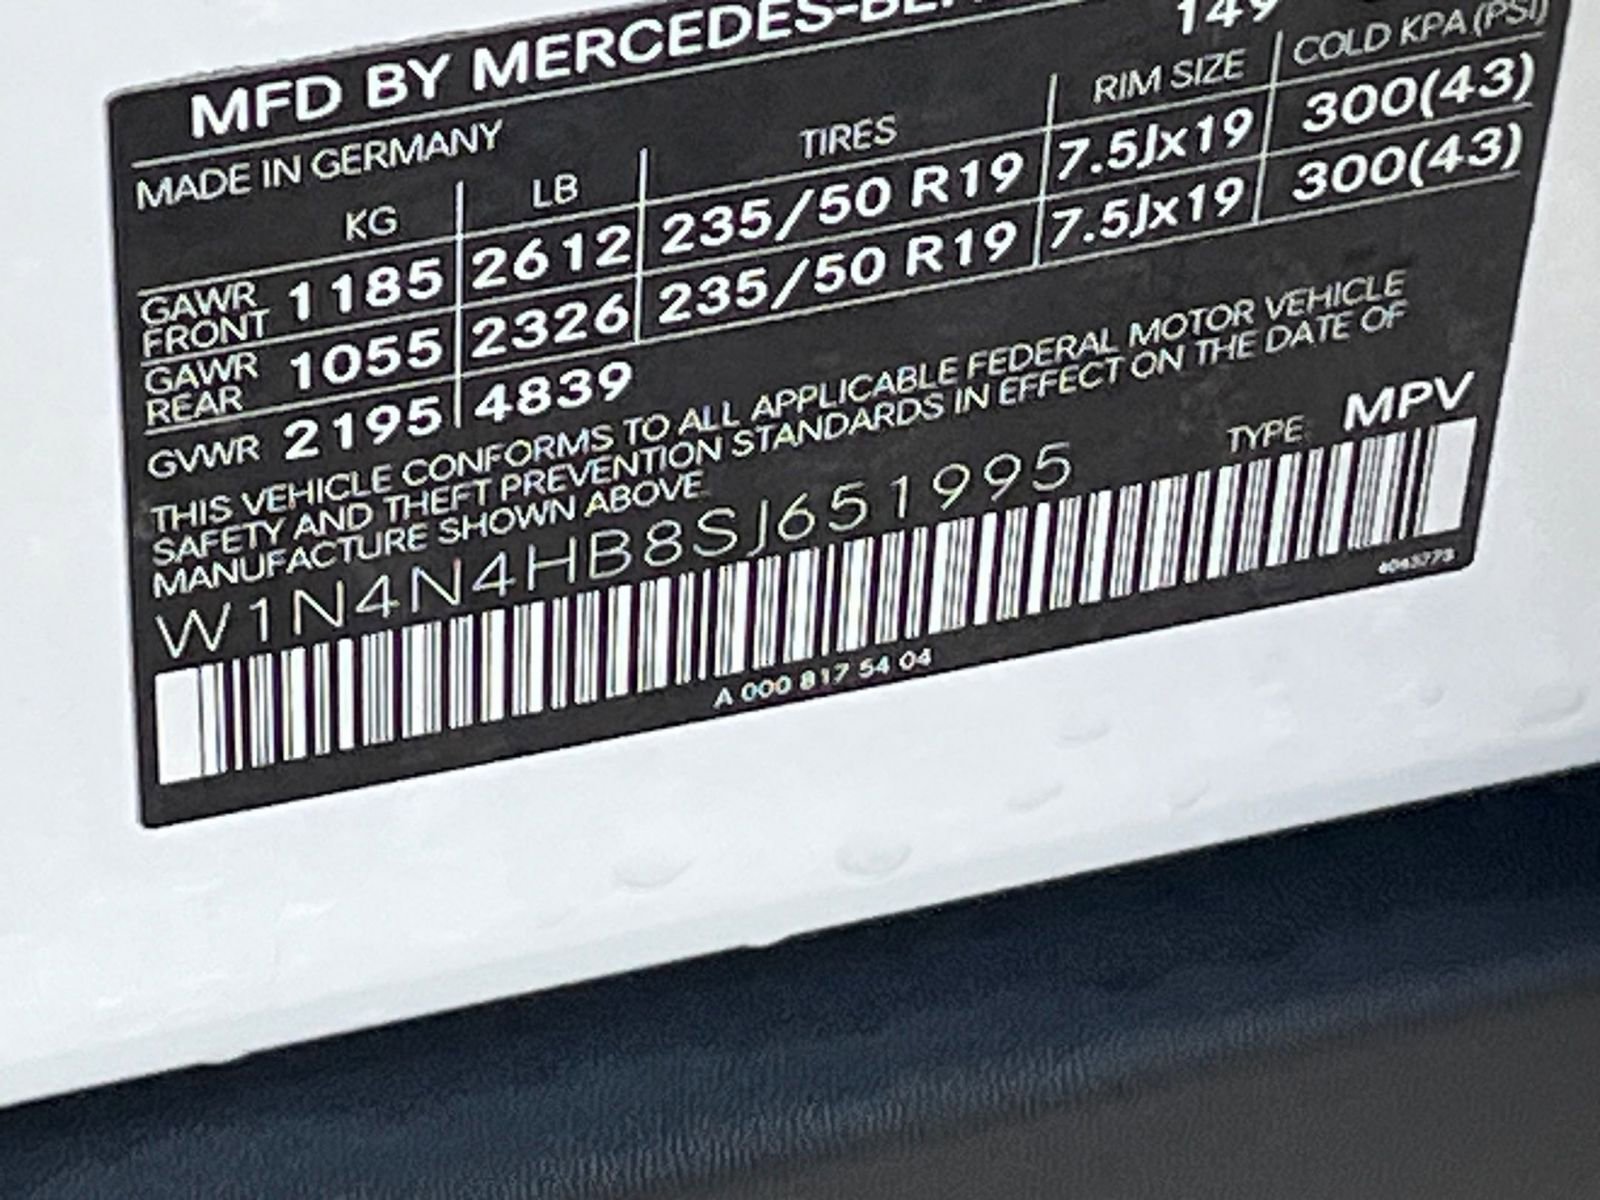 MFD BY MERCEDES-BE
149
MADE IN GERMANY
KG LB TIRES RIM SIZE COLD KPA (PSI)
GAWR FRONT 1185 2612 235/50 R19 7.5Jx19 300(43)
GAWR REAR 1055 2326 235/50 R19 7.5Jx19 300(43)
GVWR 2195 4839
THIS VEHICLE CONFORMS TO ALL APPLICABLE FEDERAL MOTOR VEHICLE
SAFETY AND THEFT PREVENTION STANDARDS IN EFFECT ON THE DATE OF
MANUFACTURE SHOWN ABOVE
W1N4N4HB8SJ651995 TYPE MPV
A 000 817 54 04